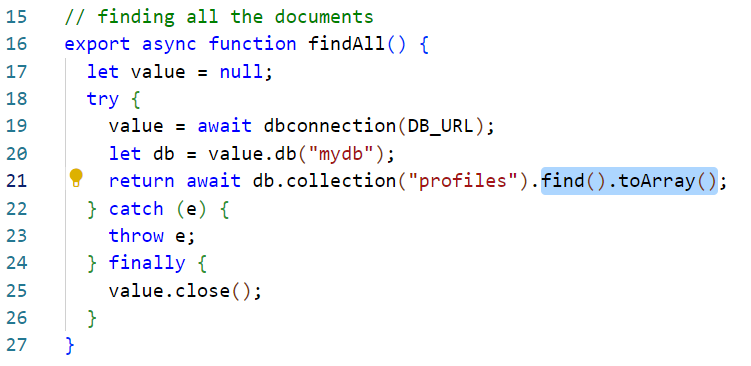 15 // finding all the documents
16 export async function findAll() {
17 let value = null;
18 try {
19 value = await dbconnection(DB_URL);
20 let db = value.db("mydb");
21 return await db.collection("profiles").find().toArray();
22 } catch (e) {
23 throw e;
24 } finally {
25 value.close();
26 }
27 }